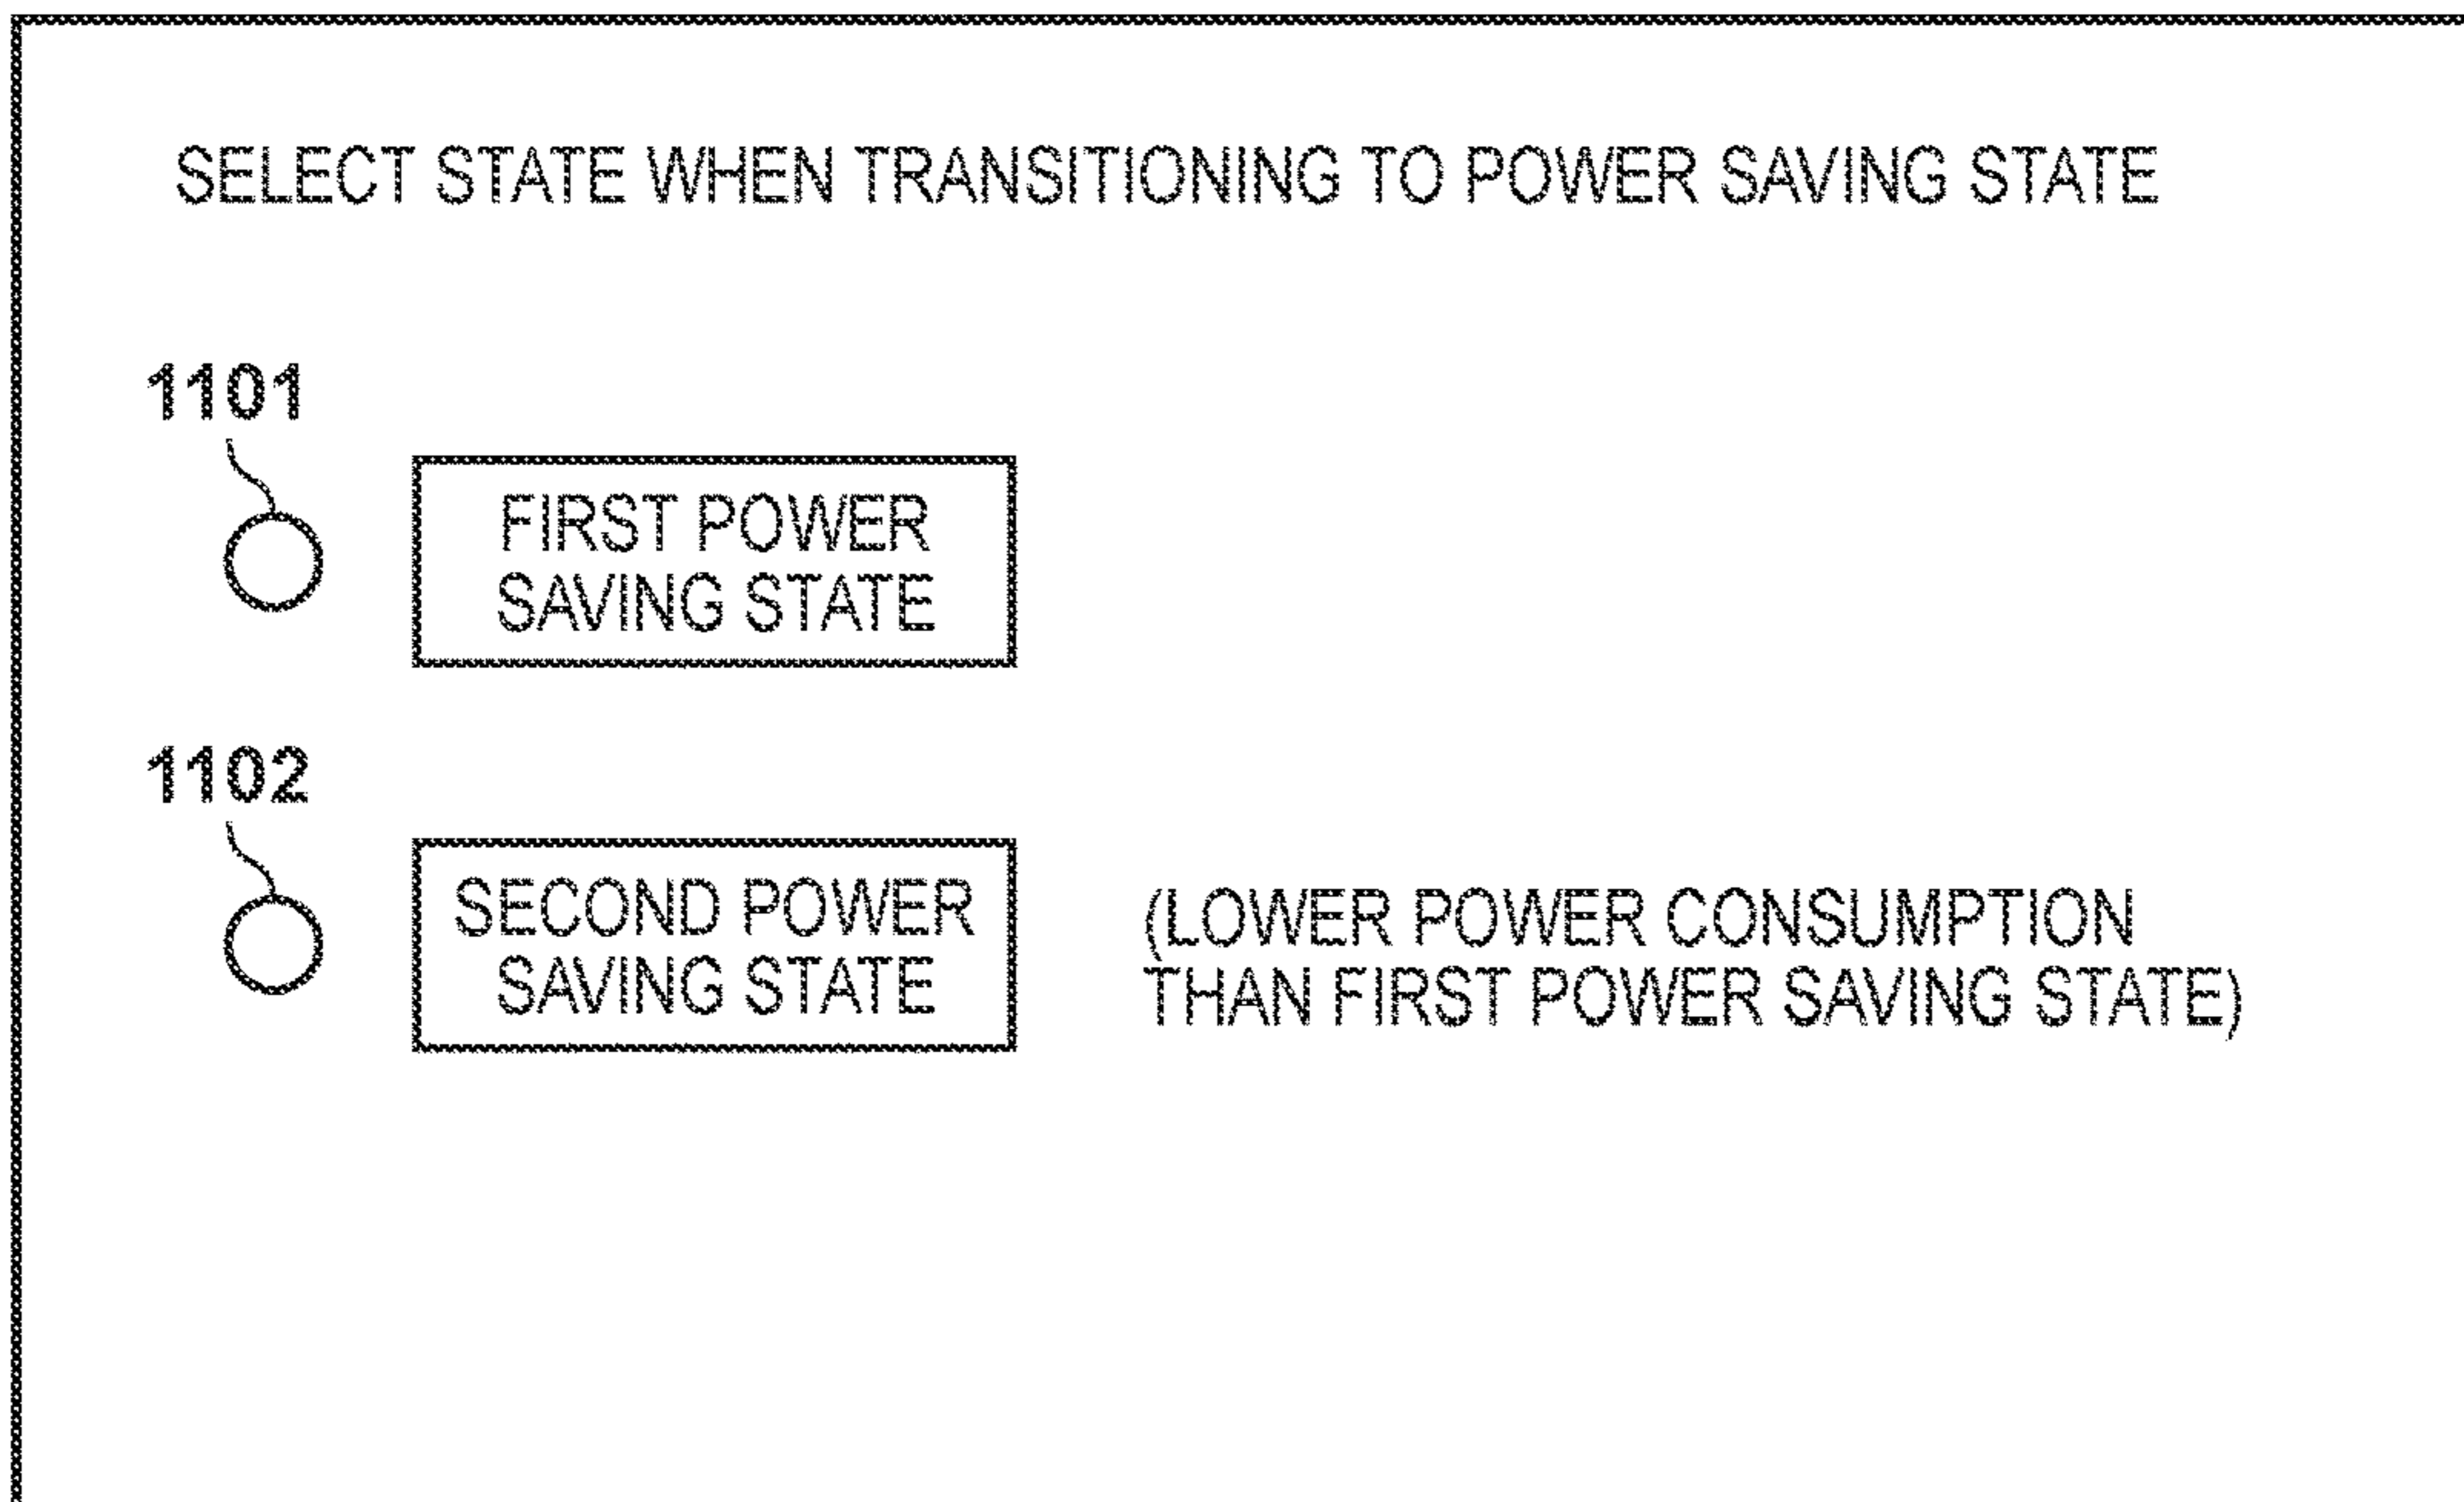 SELECT STATE WHEN TRANSITIONING TO POWER SAVING STATE
1101
FIRST POWER
SAVING STATE
1102
SECOND POWER
SAVING STATE
(LOWER POWER CONSUMPTION
THAN FIRST POWER SAVING STATE)